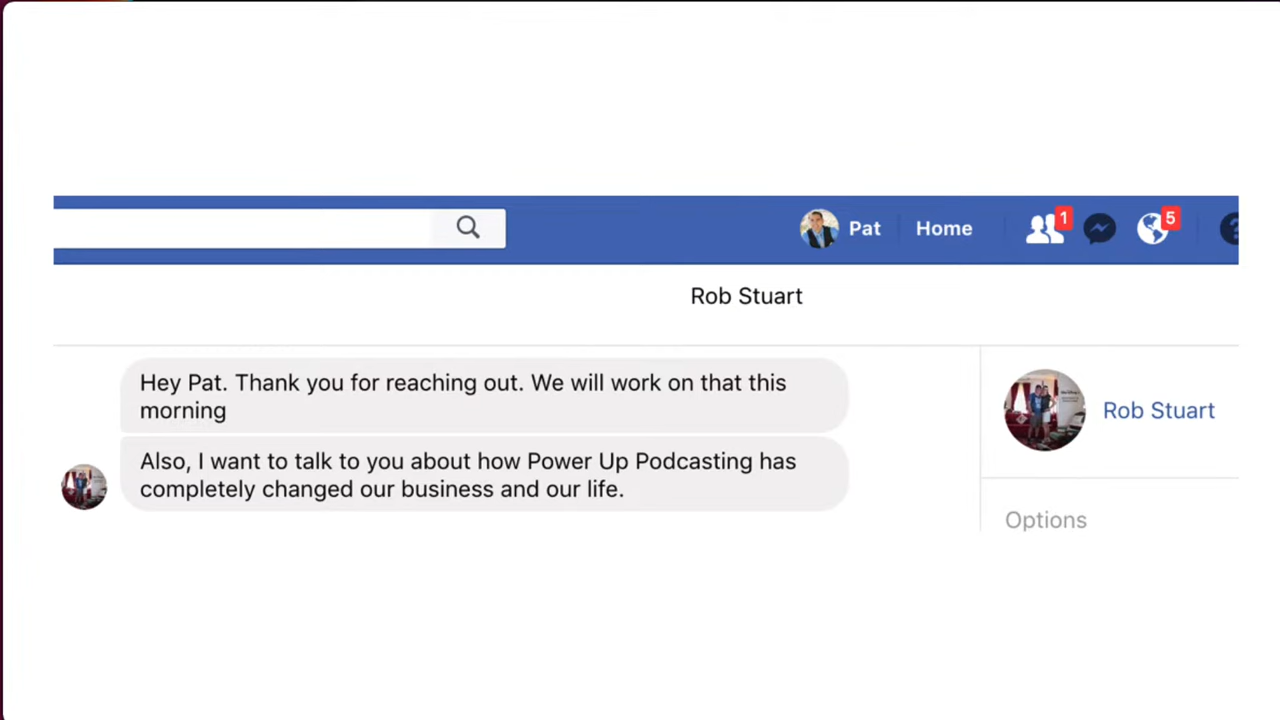 Pat
Home
1
5
?
Rob Stuart
Hey Pat. Thank you for reaching out. We will work on that this
morning
Also, I want to talk to you about how Power Up Podcasting has
completely changed our business and our life.
Rob Stuart
Options